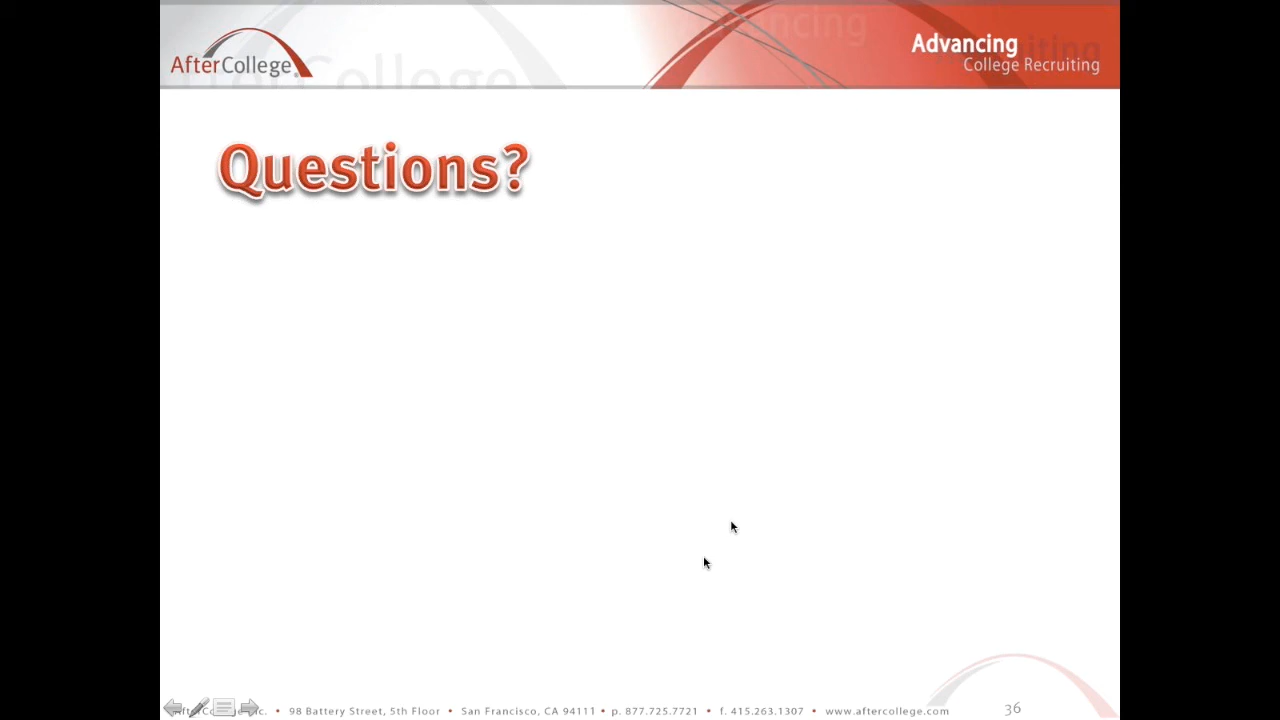 AfterCollege
Advancing
College Recruiting
Questions?
98 Battery Street, 5th Floor • San Francisco, CA 94111 • p. 877.725.7721 • f. 415.263.1307 • www.aftercollege.com
36